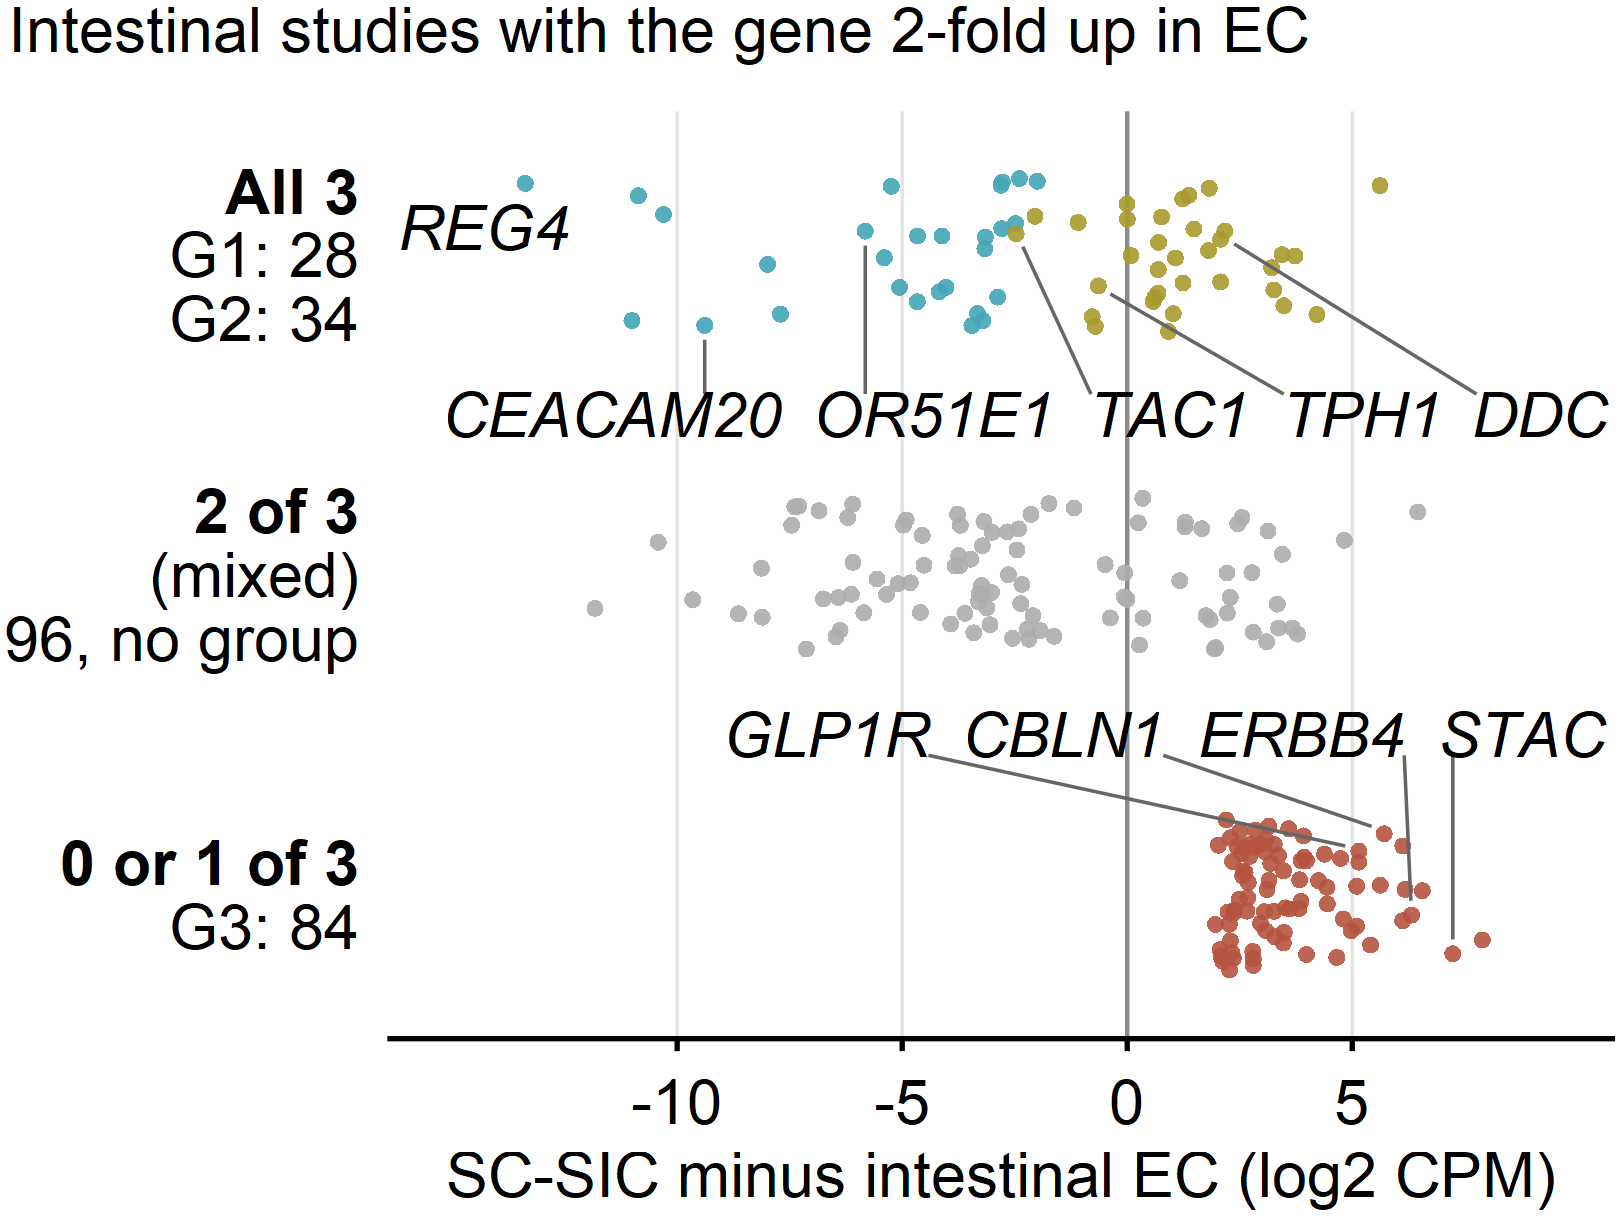 Intestinal studies with the gene 2-fold up in EC
All 3
G1: 28
G2: 34
REG4
CEACAM20 OR51E1 TAC1 TPH1 DDC
2 of 3
(mixed)
96, no group
GLP1R CBLN1 ERBB4 STAC
0 or 1 of 3
G3: 84
-10 -5 0 5
SC-SIC minus intestinal EC (log2 CPM)